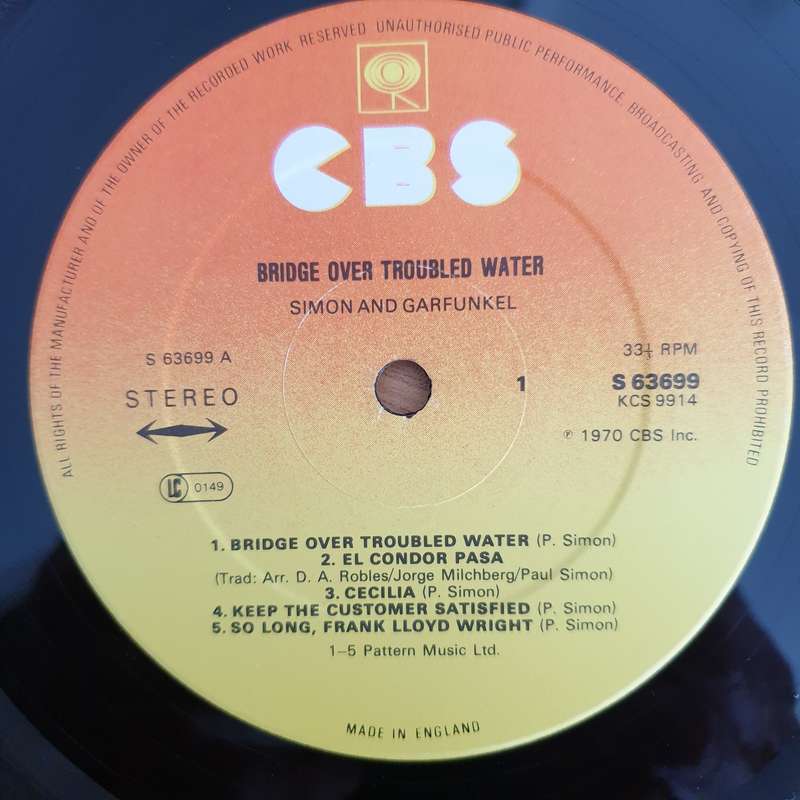 ALL RIGHTS OF THE MANUFACTURER AND OF THE OWNER OF THE RECORDED WORK RESERVED UNAUTHORISED PUBLIC PERFORMANCE, BROADCASTING AND COPYING OF THIS RECORD PROHIBITED
CBS
BRIDGE OVER TROUBLED WATER
SIMON AND GARFUNKEL
S 63699 A
33⅓ RPM
STEREO
1
S 63699
KCS 9914
℗ 1970 CBS Inc.
LC 0149
1. BRIDGE OVER TROUBLED WATER (P. Simon)
2. EL CONDOR PASA
(Trad: Arr. D. A. Robles/Jorge Milchberg/Paul Simon)
3. CECILIA (P. Simon)
4. KEEP THE CUSTOMER SATISFIED (P. Simon)
5. SO LONG, FRANK LLOYD WRIGHT (P. Simon)
1–5 Pattern Music Ltd.
MADE IN ENGLAND